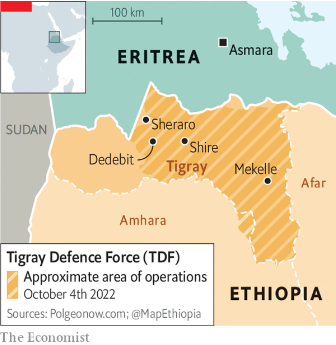 100 km
ERITREA
Asmara
SUDAN
Sheraro
Dedebit
Shire
Tigray
Mekelle
Afar
Amhara
Tigray Defence Force (TDF)
Approximate area of operations
October 4th 2022
Sources: Polgeonow.com; @MapEthiopia
ETHIOPIA
The Economist